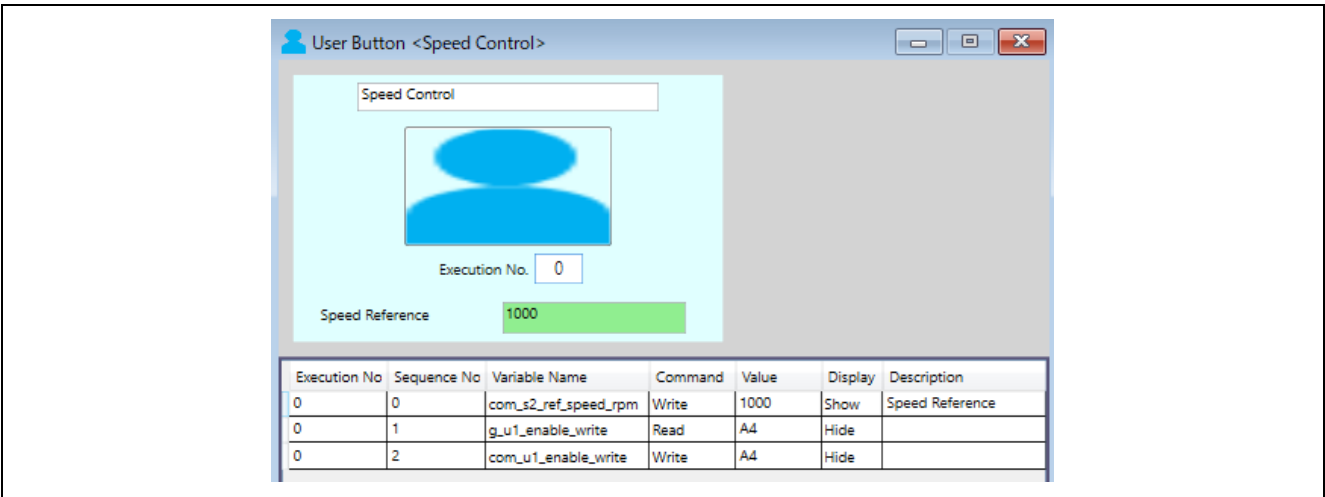 User Button <Speed Control>
Speed Control
Execution No. 0
Speed Reference 1000
Execution No Sequence No Variable Name Command Value Display Description
0 0 com_s2_ref_speed_rpm Write 1000 Show Speed Reference
0 1 g_u1_enable_write Read A4 Hide
0 2 com_u1_enable_write Write A4 Hide